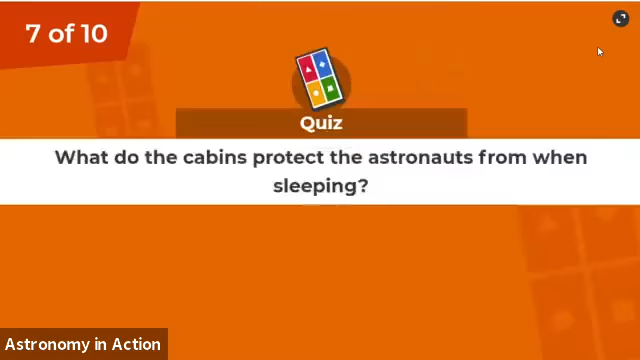 7 of 10
Quiz
What do the cabins protect the astronauts from when
sleeping?
Astronomy in Action